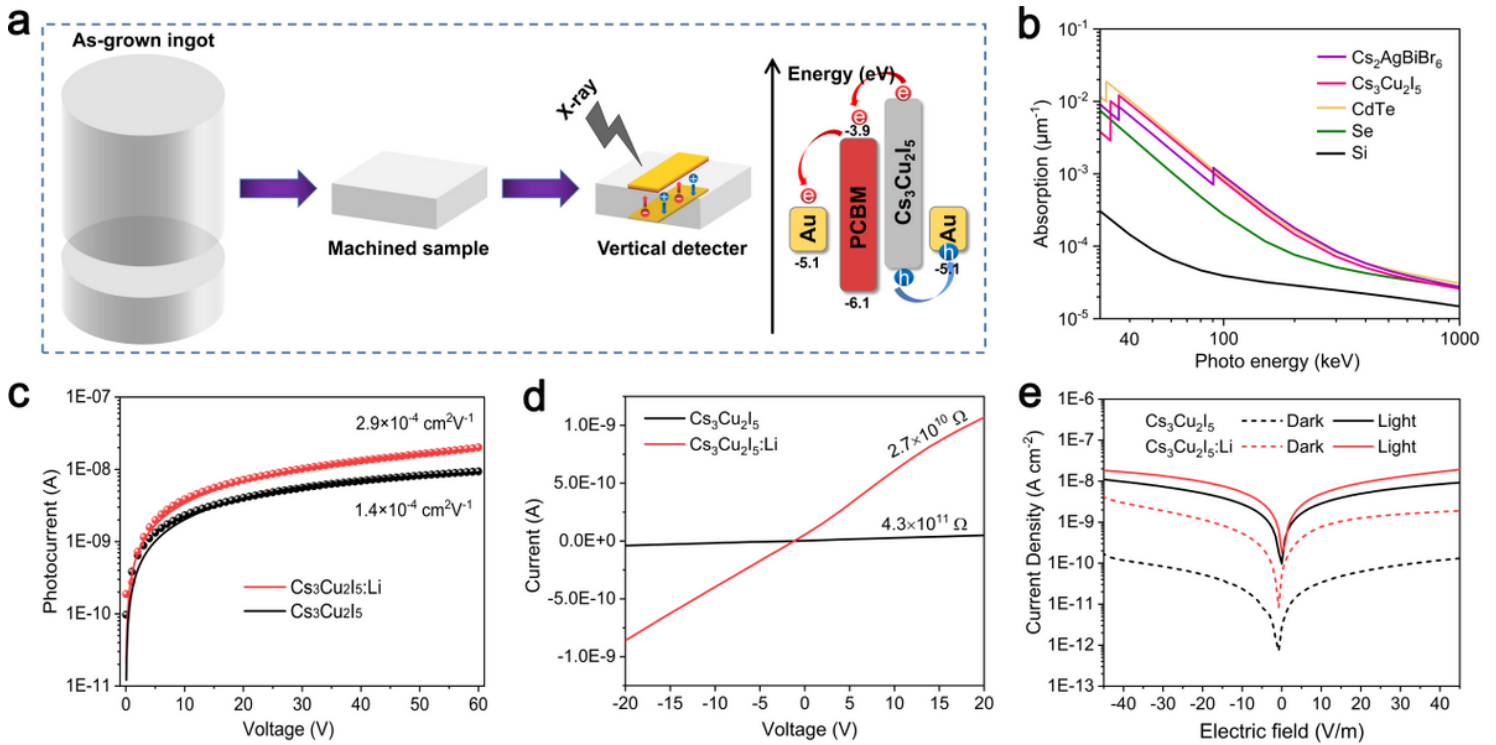 a
As-grown ingot
Machined sample
X-ray
Vertical detecter
Energy (eV)
e
e
e
-3.9
Au
-5.1
PCBM
-6.1
Cs₃Cu₂I₅
h
Au
h
-5.1
b
Absorption (μm⁻¹)
10⁻¹
10⁻²
10⁻³
10⁻⁴
10⁻⁵
Cs₂AgBiBr₆
Cs₃Cu₂I₅
CdTe
Se
Si
40 100 1000
Photo energy (keV)
c
Photocurrent (A)
1E-07
1E-08
1E-09
1E-10
1E-11
2.9×10⁻⁴ cm²V⁻¹
1.4×10⁻⁴ cm²V⁻¹
Cs₃Cu₂I₅:Li
Cs₃Cu₂I₅
0 10 20 30 40 50 60
Voltage (V)
d
Current (A)
1.0E-9
5.0E-10
0.0E+0
-5.0E-10
-1.0E-9
Cs₃Cu₂I₅
Cs₃Cu₂I₅:Li
2.7×10¹⁰ Ω
4.3×10¹¹ Ω
-20 -15 -10 -5 0 5 10 15 20
Voltage (V)
e
Current Density (A cm⁻²)
1E-6
1E-7
1E-8
1E-9
1E-10
1E-11
1E-12
1E-13
Cs₃Cu₂I₅ Dark Light
Cs₃Cu₂I₅:Li Dark Light
-40 -30 -20 -10 0 10 20 30 40
Electric field (V/m)